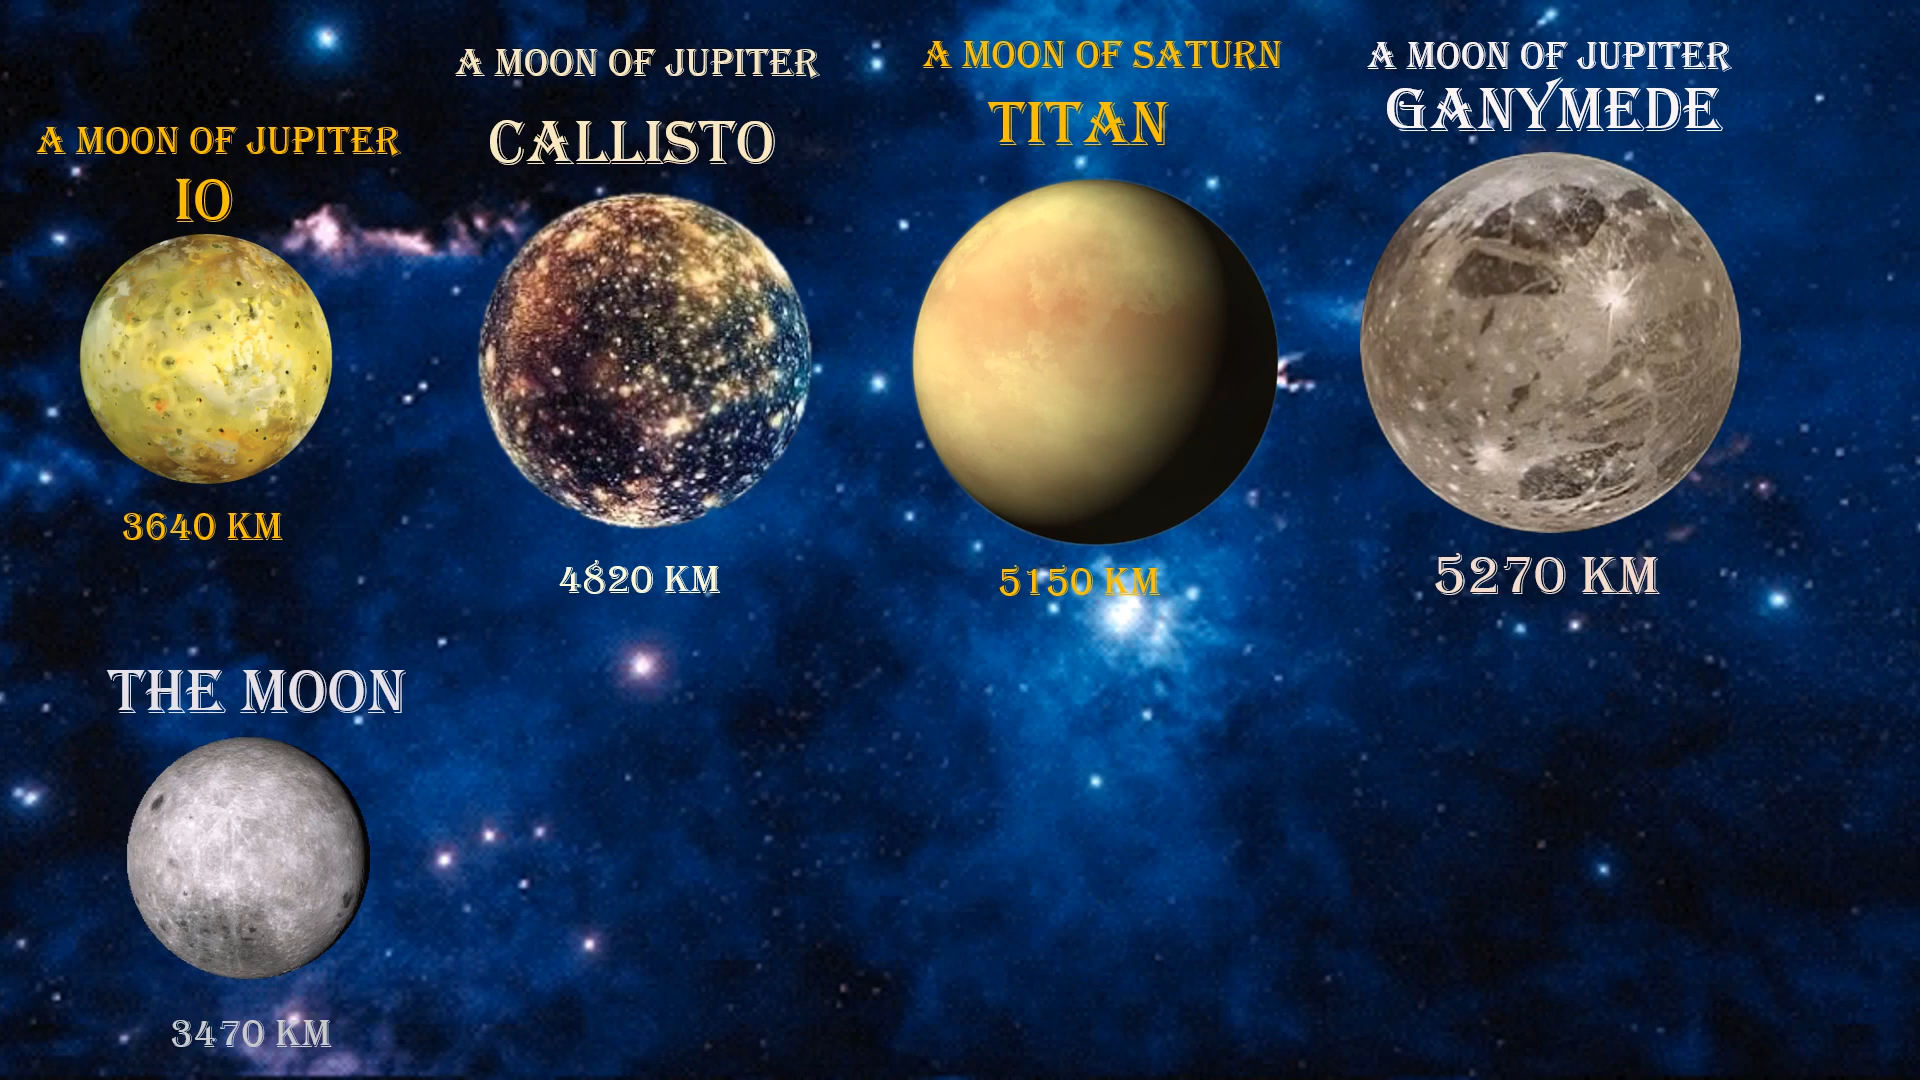 A MOON OF JUPITER
IO
3640 KM
A MOON OF JUPITER
CALLISTO
4820 KM
A MOON OF SATURN
TITAN
5150 KM
A MOON OF JUPITER
GANYMEDE
5270 KM
THE MOON
3470 KM